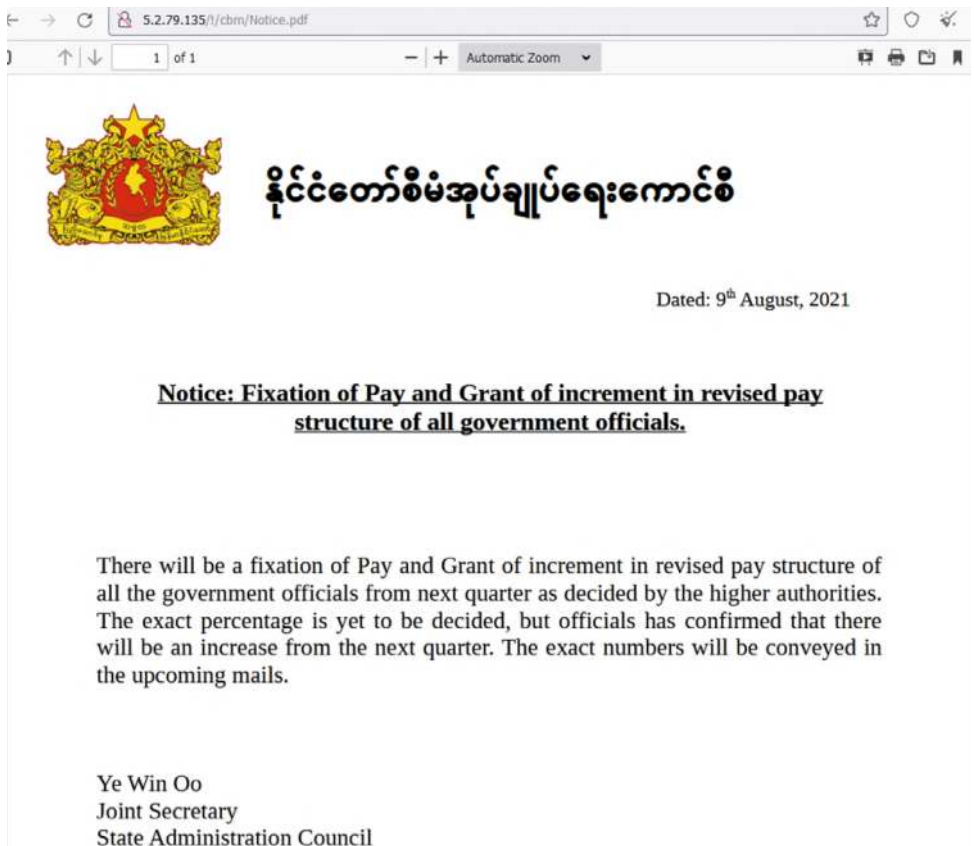 5.2.79.135/!/cbm/Notice.pdf
1 of 1
Automatic Zoom
နိုင်ငံတော်စီမံအုပ်ချုပ်ရေးကောင်စီ
Dated: 9th August, 2021
Notice: Fixation of Pay and Grant of increment in revised pay
structure of all government officials.
There will be a fixation of Pay and Grant of increment in revised pay structure of
all the government officials from next quarter as decided by the higher authorities.
The exact percentage is yet to be decided, but officials has confirmed that there
will be an increase from the next quarter. The exact numbers will be conveyed in
the upcoming mails.
Ye Win Oo
Joint Secretary
State Administration Council